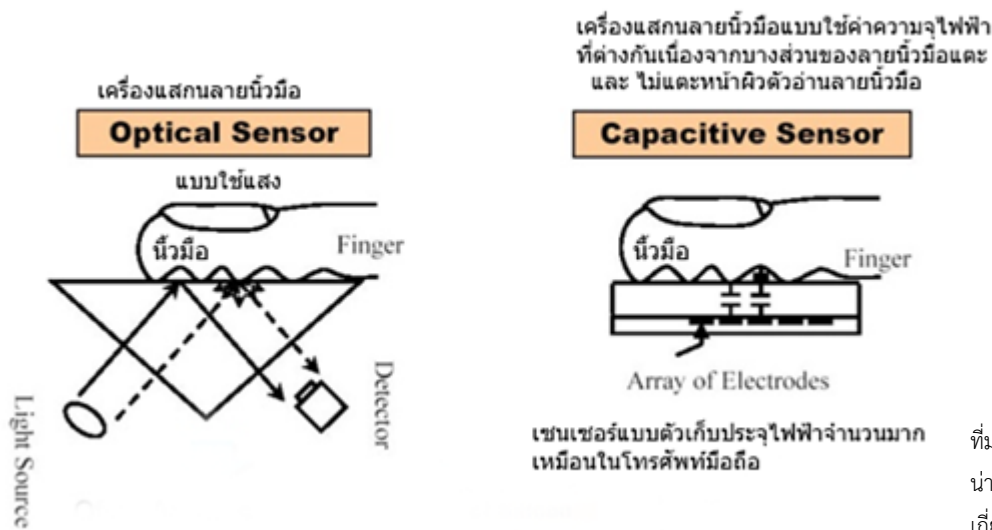 เครื่องแสกนลายนิ้วมือ
Optical Sensor
แบบใช้แสง
นิ้วมือ
Finger
Light Source
Detector
เครื่องแสกนลายนิ้วมือแบบใช้ค่าความจุไฟฟ้า
ที่ต่างกันเนื่องจากบางส่วนของลายนิ้วมือแตะ
และ ไม่แตะหน้าผิวตัวอ่านลายนิ้วมือ
Capacitive Sensor
นิ้วมือ
Finger
Array of Electrodes
เซนเซอร์แบบตัวเก็บประจุไฟฟ้าจำนวนมาก
เหมือนในโทรศัพท์มือถือ